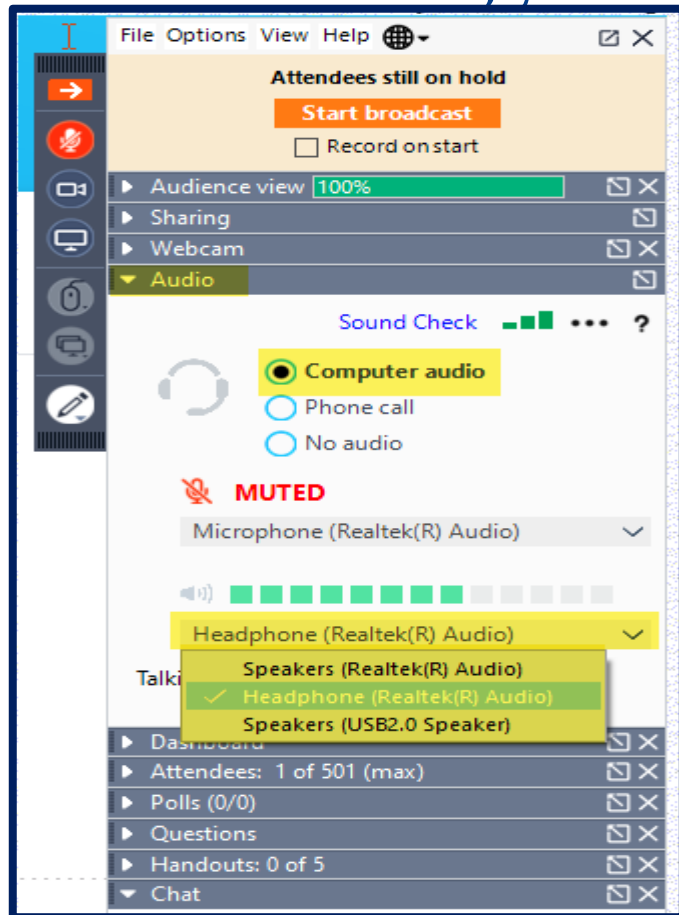 File Options View Help
Attendees still on hold
Start broadcast
Record on start
Audience view 100%
Sharing
Webcam
Audio
Sound Check ?
Computer audio
Phone call
No audio
MUTED
Microphone (Realtek(R) Audio)
Headphone (Realtek(R) Audio)
Speakers (Realtek(R) Audio)
Talki
Headphone (Realtek(R) Audio)
Speakers (USB2.0 Speaker)
Dashboard
Attendees: 1 of 501 (max)
Polls (0/0)
Questions
Handouts: 0 of 5
Chat